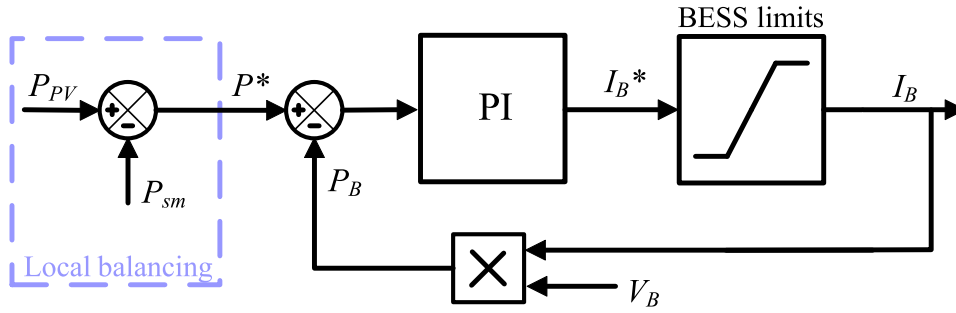 BESS limits
P_PV
P*
PI
I_B*
I_B
P_sm
P_B
Local balancing
V_B